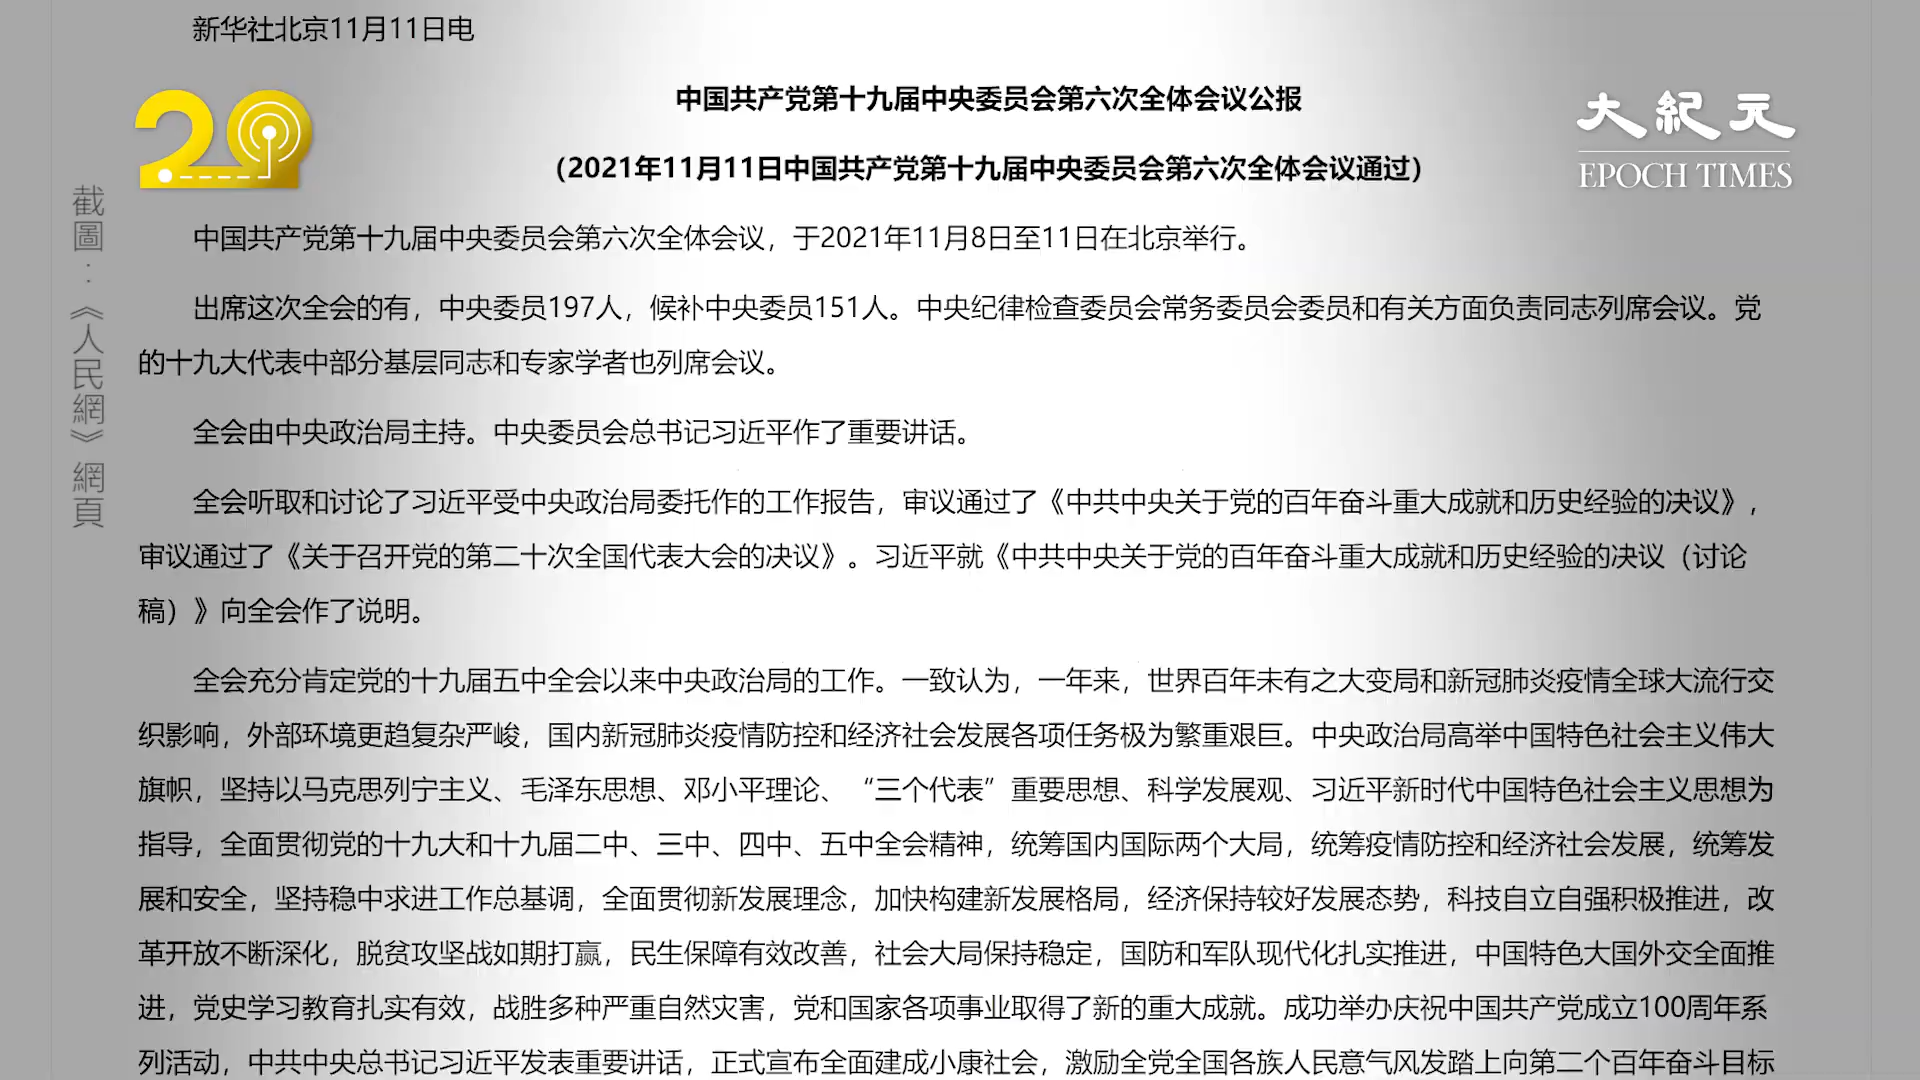 新华社北京11月11日电
中国共产党第十九届中央委员会第六次全体会议公报
（2021年11月11日中国共产党第十九届中央委员会第六次全体会议通过）
20
大紀元
EPOCH TIMES
截圖：《人民網》網頁
中国共产党第十九届中央委员会第六次全体会议，于2021年11月8日至11日在北京举行。
出席这次全会的有，中央委员197人，候补中央委员151人。中央纪律检查委员会常务委员会委员和有关方面负责同志列席会议。党
的十九大代表中部分基层同志和专家学者也列席会议。
全会由中央政治局主持。中央委员会总书记习近平作了重要讲话。
全会听取和讨论了习近平受中央政治局委托作的工作报告，审议通过了《中共中央关于党的百年奋斗重大成就和历史经验的决议》，
审议通过了《关于召开党的第二十次全国代表大会的决议》。习近平就《中共中央关于党的百年奋斗重大成就和历史经验的决议（讨论
稿）》向全会作了说明。
全会充分肯定党的十九届五中全会以来中央政治局的工作。一致认为，一年来，世界百年未有之大变局和新冠肺炎疫情全球大流行交
织影响，外部环境更趋复杂严峻，国内新冠肺炎疫情防控和经济社会发展各项任务极为繁重艰巨。中央政治局高举中国特色社会主义伟大
旗帜，坚持以马克思列宁主义、毛泽东思想、邓小平理论、“三个代表”重要思想、科学发展观、习近平新时代中国特色社会主义思想为
指导，全面贯彻党的十九大和十九届二中、三中、四中、五中全会精神，统筹国内国际两个大局，统筹疫情防控和经济社会发展，统筹发
展和安全，坚持稳中求进工作总基调，全面贯彻新发展理念，加快构建新发展格局，经济保持较好发展态势，科技自立自强积极推进，改
革开放不断深化，脱贫攻坚战如期打赢，民生保障有效改善，社会大局保持稳定，国防和军队现代化扎实推进，中国特色大国外交全面推
进，党史学习教育扎实有效，战胜多种严重自然灾害，党和国家各项事业取得了新的重大成就。成功举办庆祝中国共产党成立100周年系
列活动，中共中央总书记习近平发表重要讲话，正式宣布全面建成小康社会，激励全党全国各族人民意气风发踏上向第二个百年奋斗目标